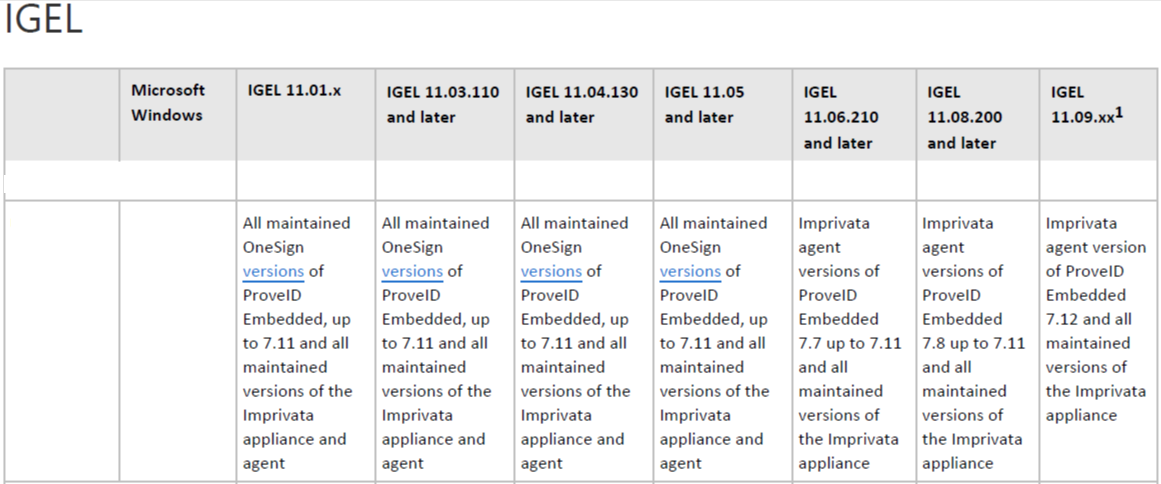 IGEL
Microsoft
Windows
IGEL 11.01.x
IGEL 11.03.110
and later
IGEL 11.04.130
and later
IGEL 11.05
and later
IGEL
11.06.210
and later
IGEL
11.08.200
and later
IGEL
11.09.xx1
All maintained
OneSign
versions of
ProveID
Embedded, up
to 7.11 and all
maintained
versions of the
Imprivata
appliance and
agent
All maintained
OneSign
versions of
ProveID
Embedded, up
to 7.11 and all
maintained
versions of the
Imprivata
appliance and
agent
All maintained
OneSign
versions of
ProveID
Embedded, up
to 7.11 and all
maintained
versions of the
Imprivata
appliance and
agent
All maintained
OneSign
versions of
ProveID
Embedded, up
to 7.11 and all
maintained
versions of the
Imprivata
appliance and
agent
Imprivata
agent
versions of
ProveID
Embedded
7.7 up to 7.11
and all
maintained
versions of
the Imprivata
appliance
Imprivata
agent
versions of
ProveID
Embedded
7.8 up to 7.11
and all
maintained
versions of
the Imprivata
appliance
Imprivata
agent version
of ProveID
Embedded
7.12 and all
maintained
versions of
the Imprivata
appliance